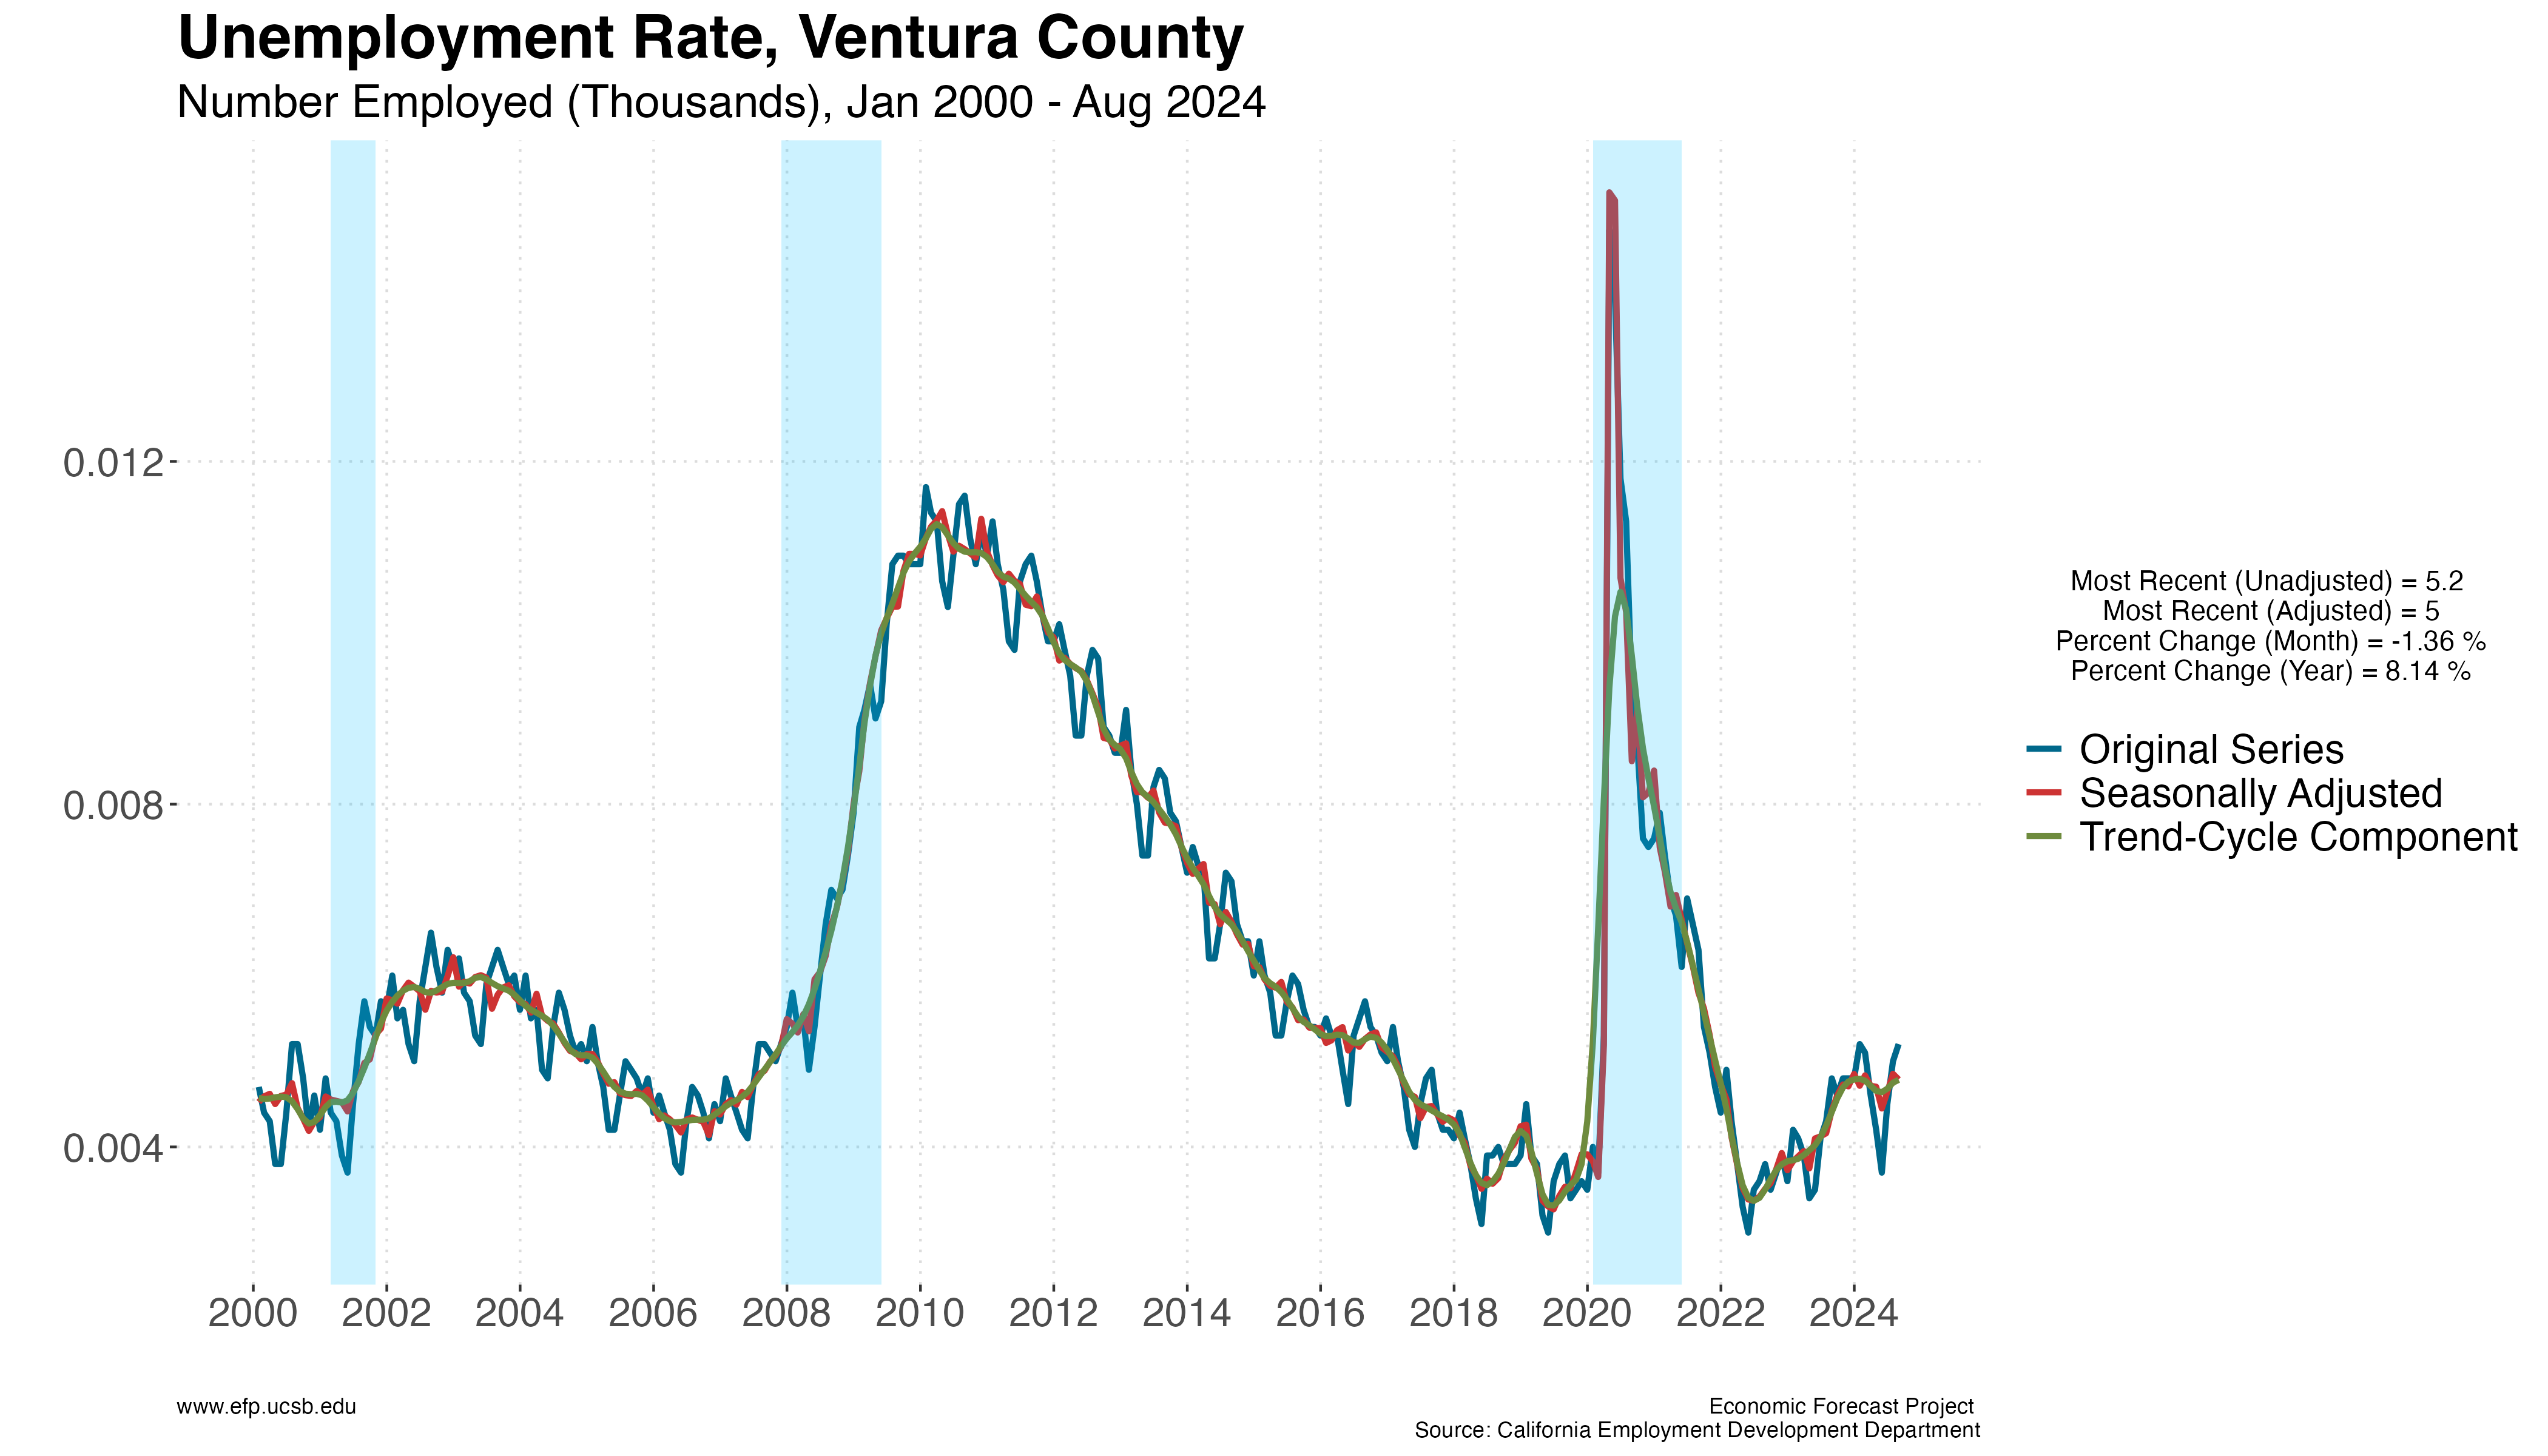 Unemployment Rate, Ventura County
Number Employed (Thousands), Jan 2000 - Aug 2024
0.012
0.008
0.004
2000 2002 2004 2006 2008 2010 2012 2014 2016 2018 2020 2022 2024
Most Recent (Unadjusted) = 5.2
Most Recent (Adjusted) = 5
Percent Change (Month) = -1.36 %
Percent Change (Year) = 8.14 %
Original Series
Seasonally Adjusted
Trend-Cycle Component
www.efp.ucsb.edu
Economic Forecast Project
Source: California Employment Development Department